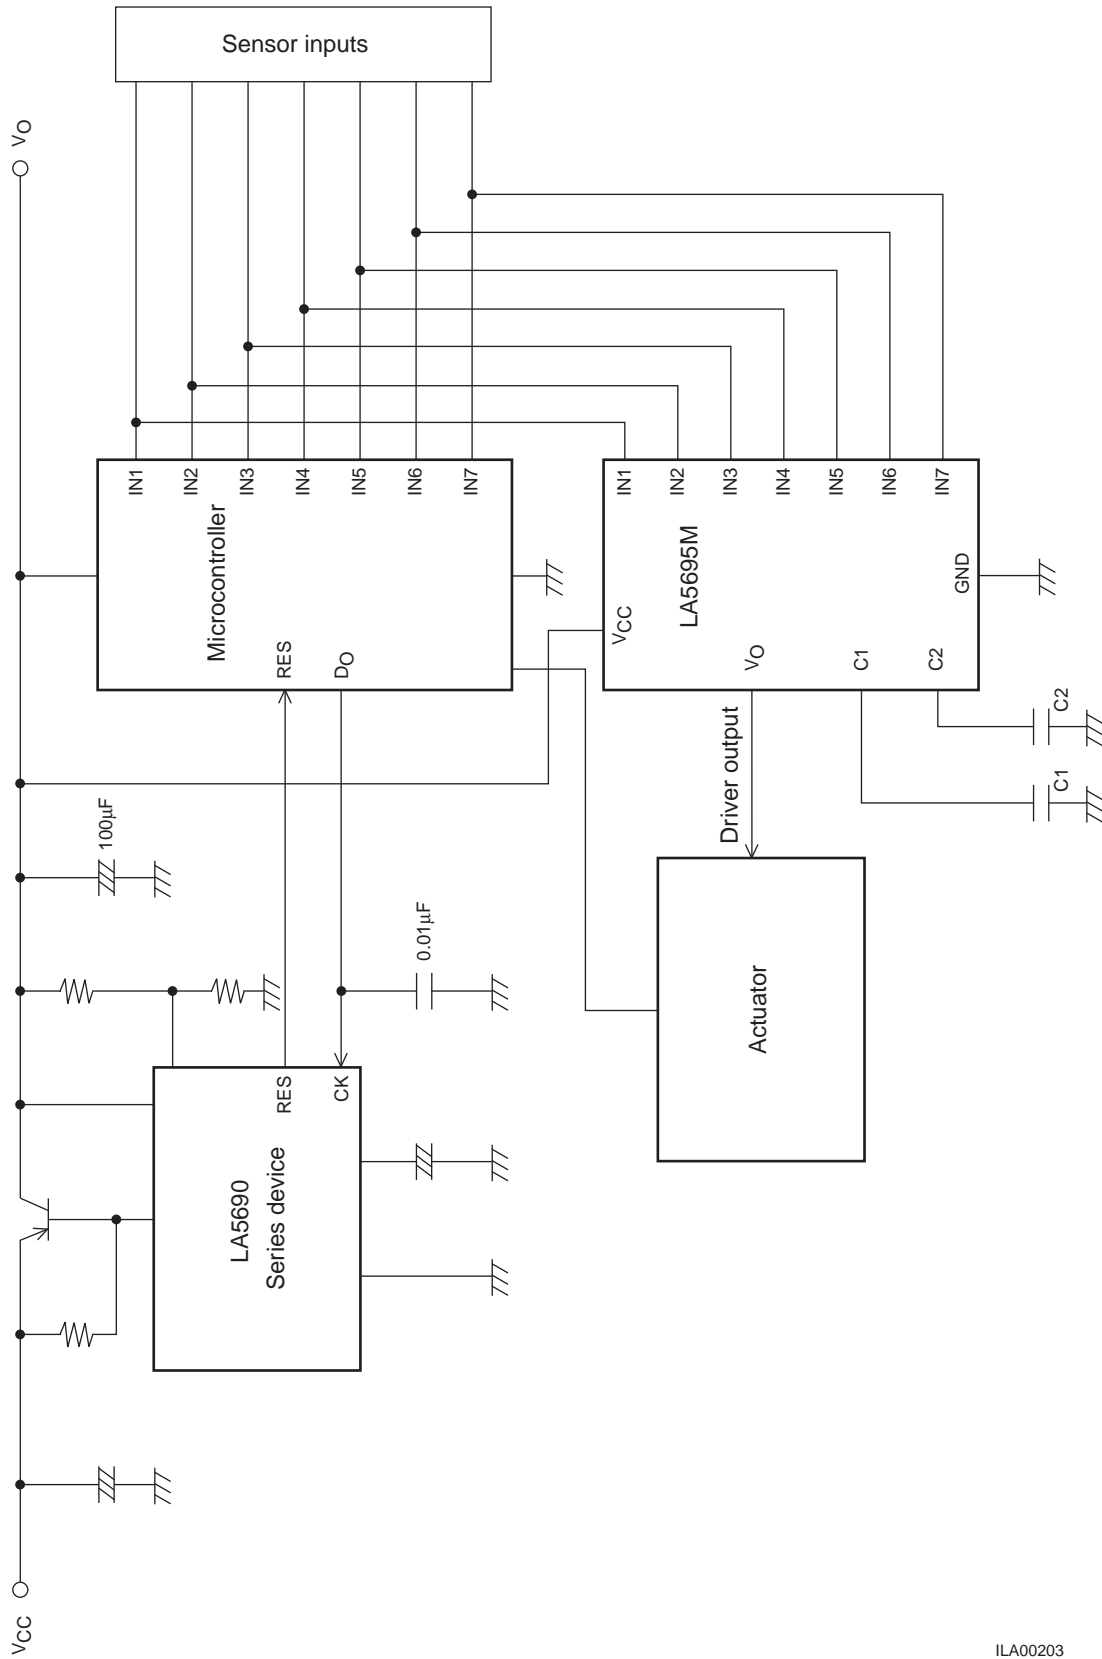 Sensor inputs
VO
IN1
IN2
IN3
IN4
IN5
IN6
IN7
Microcontroller
RES
DO
IN1
IN2
IN3
IN4
IN5
IN6
IN7
LA5695M
VCC
GND
VO
C1
C2
C2
C1
Driver output
100µF
0.01µF
Actuator
RES
CK
LA5690
Series device
VCC
ILA00203